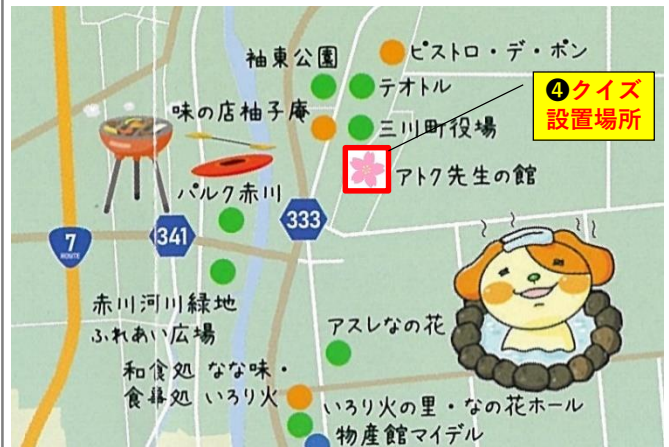 袖東公園
ピストロ・デ・ポン
テオトル
❹クイズ
設置場所
味の店柚子庵
三川町役場
アトク先生の館
パルク赤川
7
ROUTE
341
333
赤川河川緑地
ふれあい広場
アスレなの花
和食処 なな味・
食事処 いろり火
いろり火の里・なの花ホール
物産館マイデル